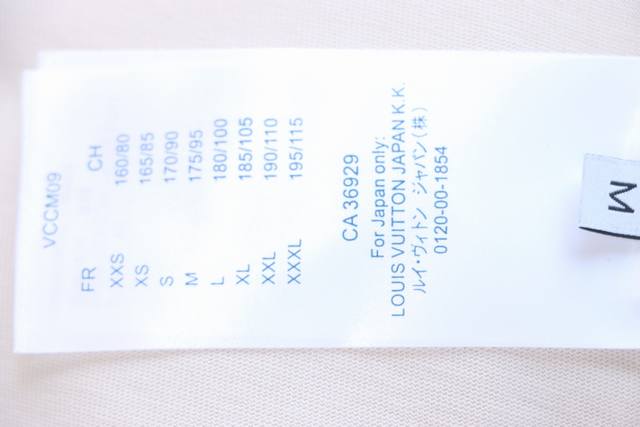 VCCM09
FR CH
XXS 160/80
XS 165/85
S 170/90
M 175/95
L 180/100
XL 185/105
XXL 190/110
XXXL 195/115
CA 36929
For Japan only:
LOUIS VUITTON JAPAN K.K.
ルイ・ヴィトン ジャパン(株)
0120-00-1854
M